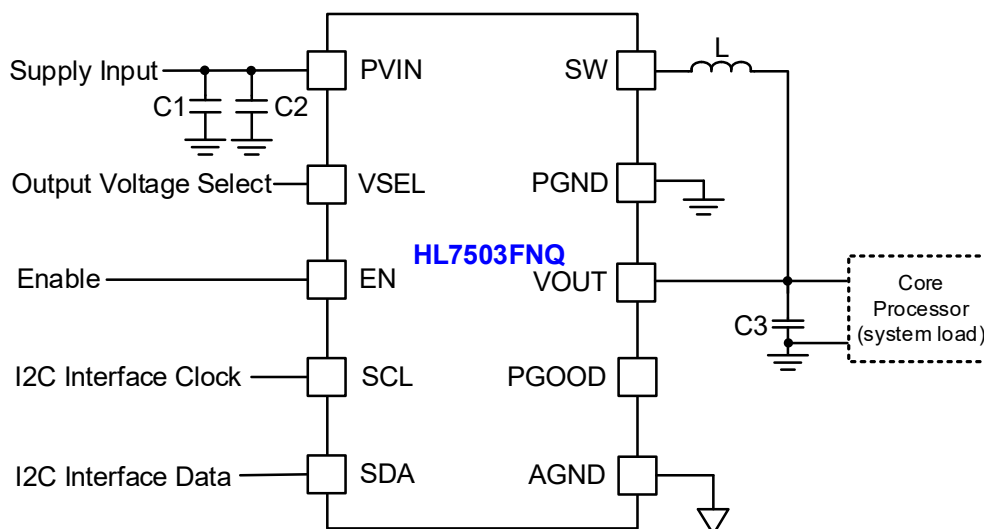 Supply Input
C1
C2
PVIN
SW
L
Output Voltage Select
VSEL
PGND
HL7503FNQ
Enable
EN
VOUT
C3
Core
Processor
(system load)
I2C Interface Clock
SCL
PGOOD
I2C Interface Data
SDA
AGND